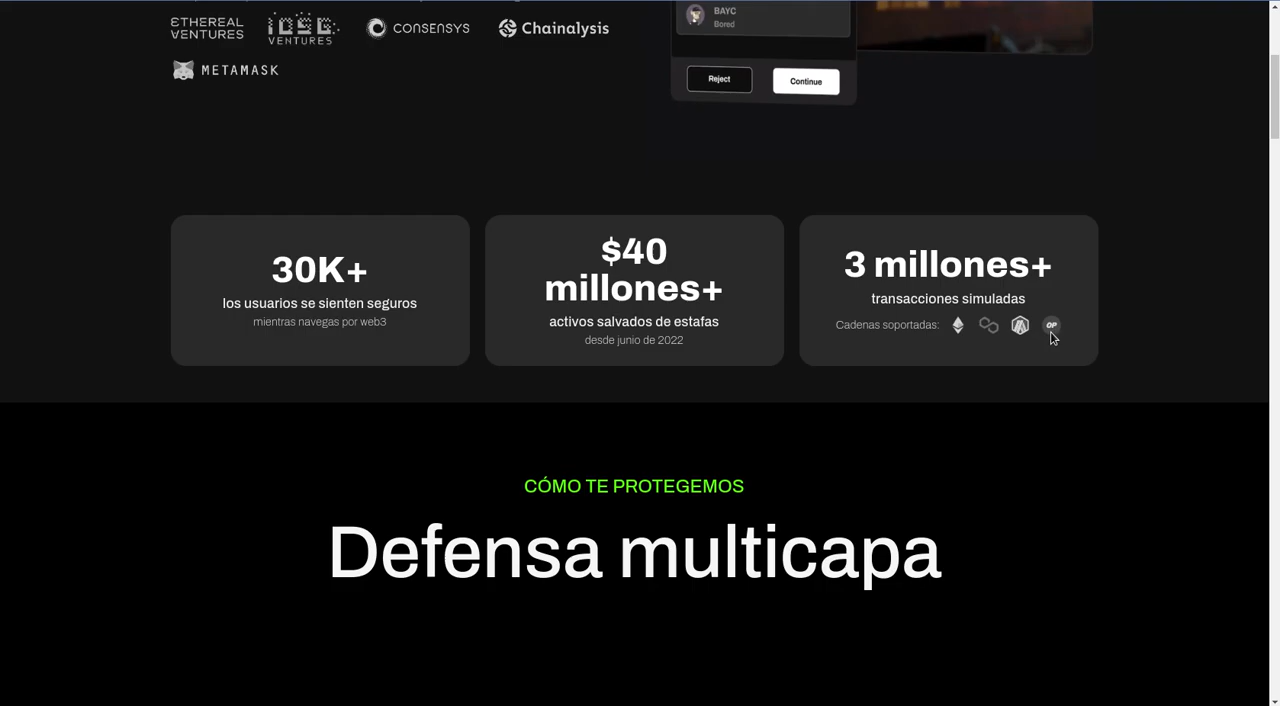 ETHEREAL
VENTURES
IOSG
VENTURES
CONSENSYS
Chainalysis
METAMASK
BAYC
Bored
Reject
Continue
30K+
los usuarios se sienten seguros
mientras navegas por web3
$40
millones+
activos salvados de estafas
desde junio de 2022
3 millones+
transacciones simuladas
Cadenas soportadas:
OP
CÓMO TE PROTEGEMOS
Defensa multicapa